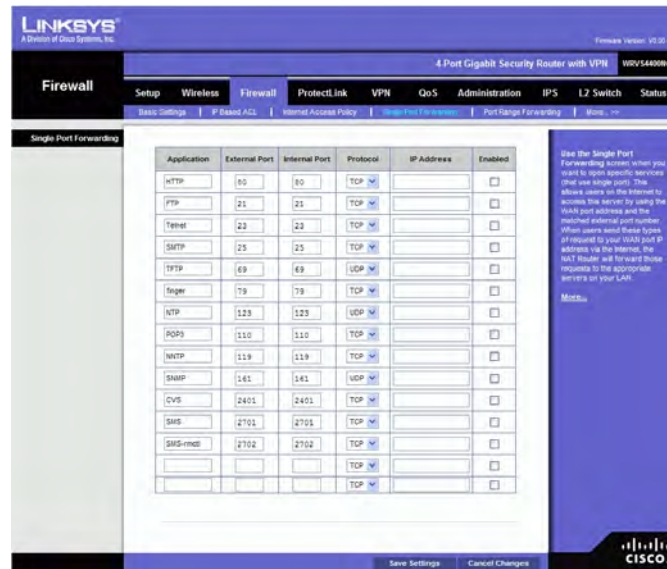 LINKSYS®
A Division of Cisco Systems, Inc.
Firmware Version: V0.00
4-Port Gigabit Security Router with VPN WRVS4400N
Firewall
Setup Wireless Firewall ProtectLink VPN QoS Administration IPS L2 Switch Status
Basic Settings | IP Based ACL | Internet Access Policy | Single Port Forwarding | Port Range Forwarding | More... >>
Single Port Forwarding
Application External Port Internal Port Protocol IP Address Enabled
HTTP 80 80 TCP
FTP 21 21 TCP
Telnet 23 23 TCP
SMTP 25 25 TCP
TFTP 69 69 UDP
finger 79 79 TCP
NTP 123 123 UDP
POP3 110 110 TCP
NNTP 119 119 TCP
SNMP 161 161 UDP
CVS 2401 2401 TCP
SMS 2701 2701 TCP
SMS-rmctl 2702 2702 TCP
TCP
TCP
Use the Single Port
Forwarding screen when you
want to open specific services
(that use single port). This
allows users on the Internet to
access this server by using the
WAN port address and the
matched external port number.
When users send these types
of request to your WAN port IP
address via the Internet, the
NAT Router will forward those
requests to the appropriate
servers on your LAN.
More...
Save Settings Cancel Changes
CISCO